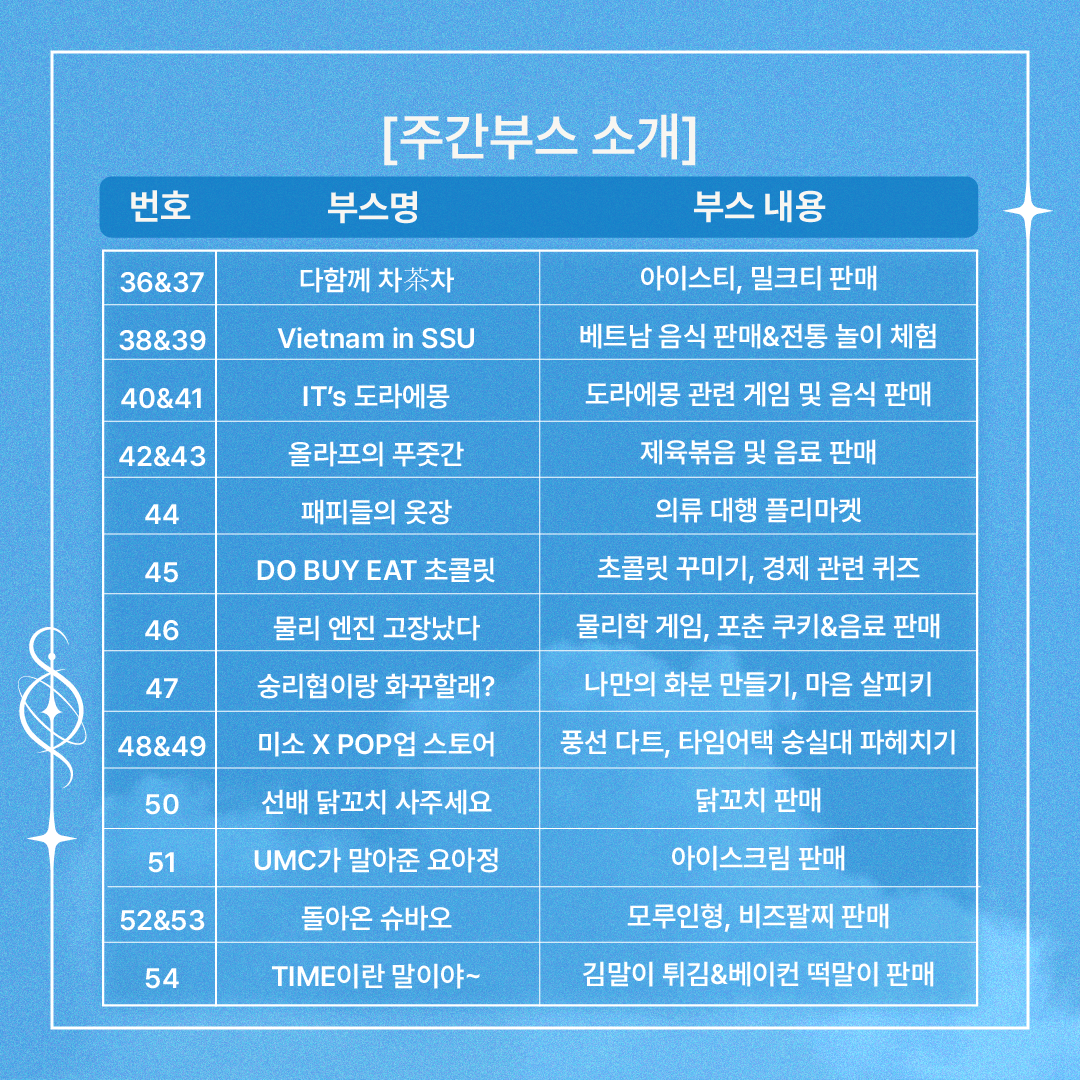 [주간부스 소개]
번호 부스명 부스 내용
36&37 다함께 차茶차 아이스티, 밀크티 판매
38&39 Vietnam in SSU 베트남 음식 판매&전통 놀이 체험
40&41 IT’s 도라에몽 도라에몽 관련 게임 및 음식 판매
42&43 올라프의 푸줏간 제육볶음 및 음료 판매
44 패피들의 옷장 의류 대행 플리마켓
45 DO BUY EAT 초콜릿 초콜릿 꾸미기, 경제 관련 퀴즈
46 물리 엔진 고장났다 물리학 게임, 포춘 쿠키&음료 판매
47 숭리협이랑 화꾸할래? 나만의 화분 만들기, 마음 살피키
48&49 미소 X POP업 스토어 풍선 다트, 타임어택 숭실대 파헤치기
50 선배 닭꼬치 사주세요 닭꼬치 판매
51 UMC가 말아준 요아정 아이스크림 판매
52&53 돌아온 슈바오 모루인형, 비즈팔찌 판매
54 TIME이란 말이야~ 김말이 튀김&베이컨 떡말이 판매